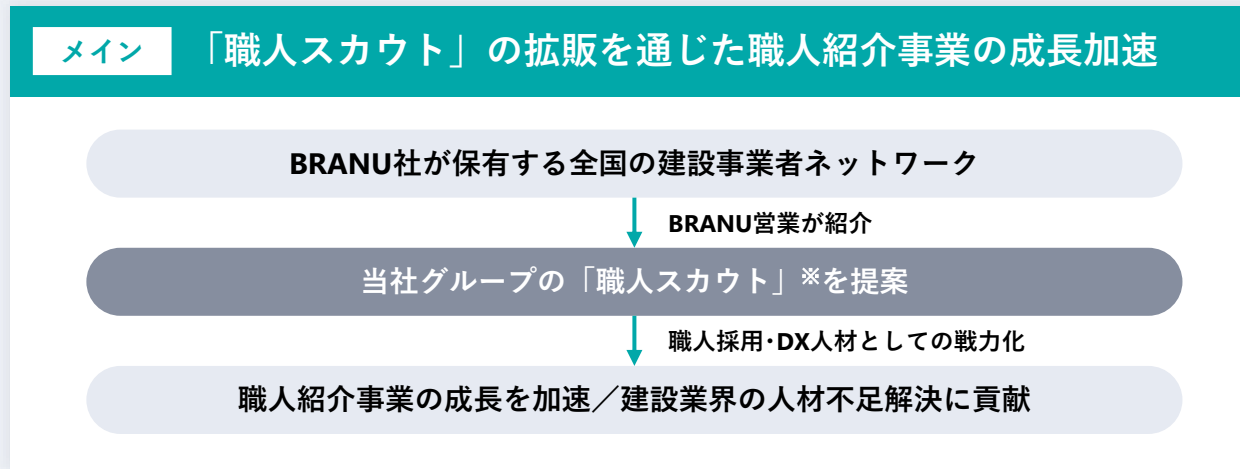 メイン 「職人スカウト」の拡販を通じた職人紹介事業の成長加速
BRANU社が保有する全国の建設事業者ネットワーク
BRANU営業が紹介
当社グループの「職人スカウト」※を提案
職人採用･DX人材としての戦力化
職人紹介事業の成長を加速／建設業界の人材不足解決に貢献